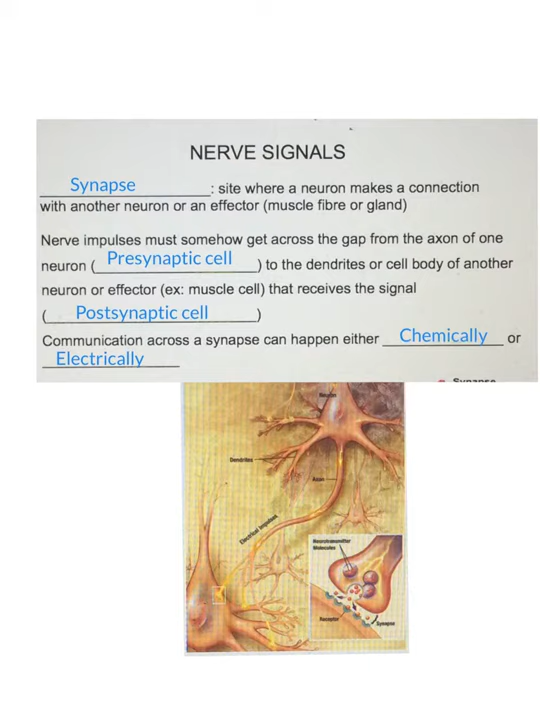 NERVE SIGNALS
Synapse : site where a neuron makes a connection
with another neuron or an effector (muscle fibre or gland)
Nerve impulses must somehow get across the gap from the axon of one
neuron ( Presynaptic cell ) to the dendrites or cell body of another
neuron or effector (ex: muscle cell) that receives the signal
( Postsynaptic cell )
Communication across a synapse can happen either Chemically or
Electrically
Synapse
Neuron
Dendrites
Axon
Electrical Impulses
Neurotransmitter
Molecules
Receptor
Synapse